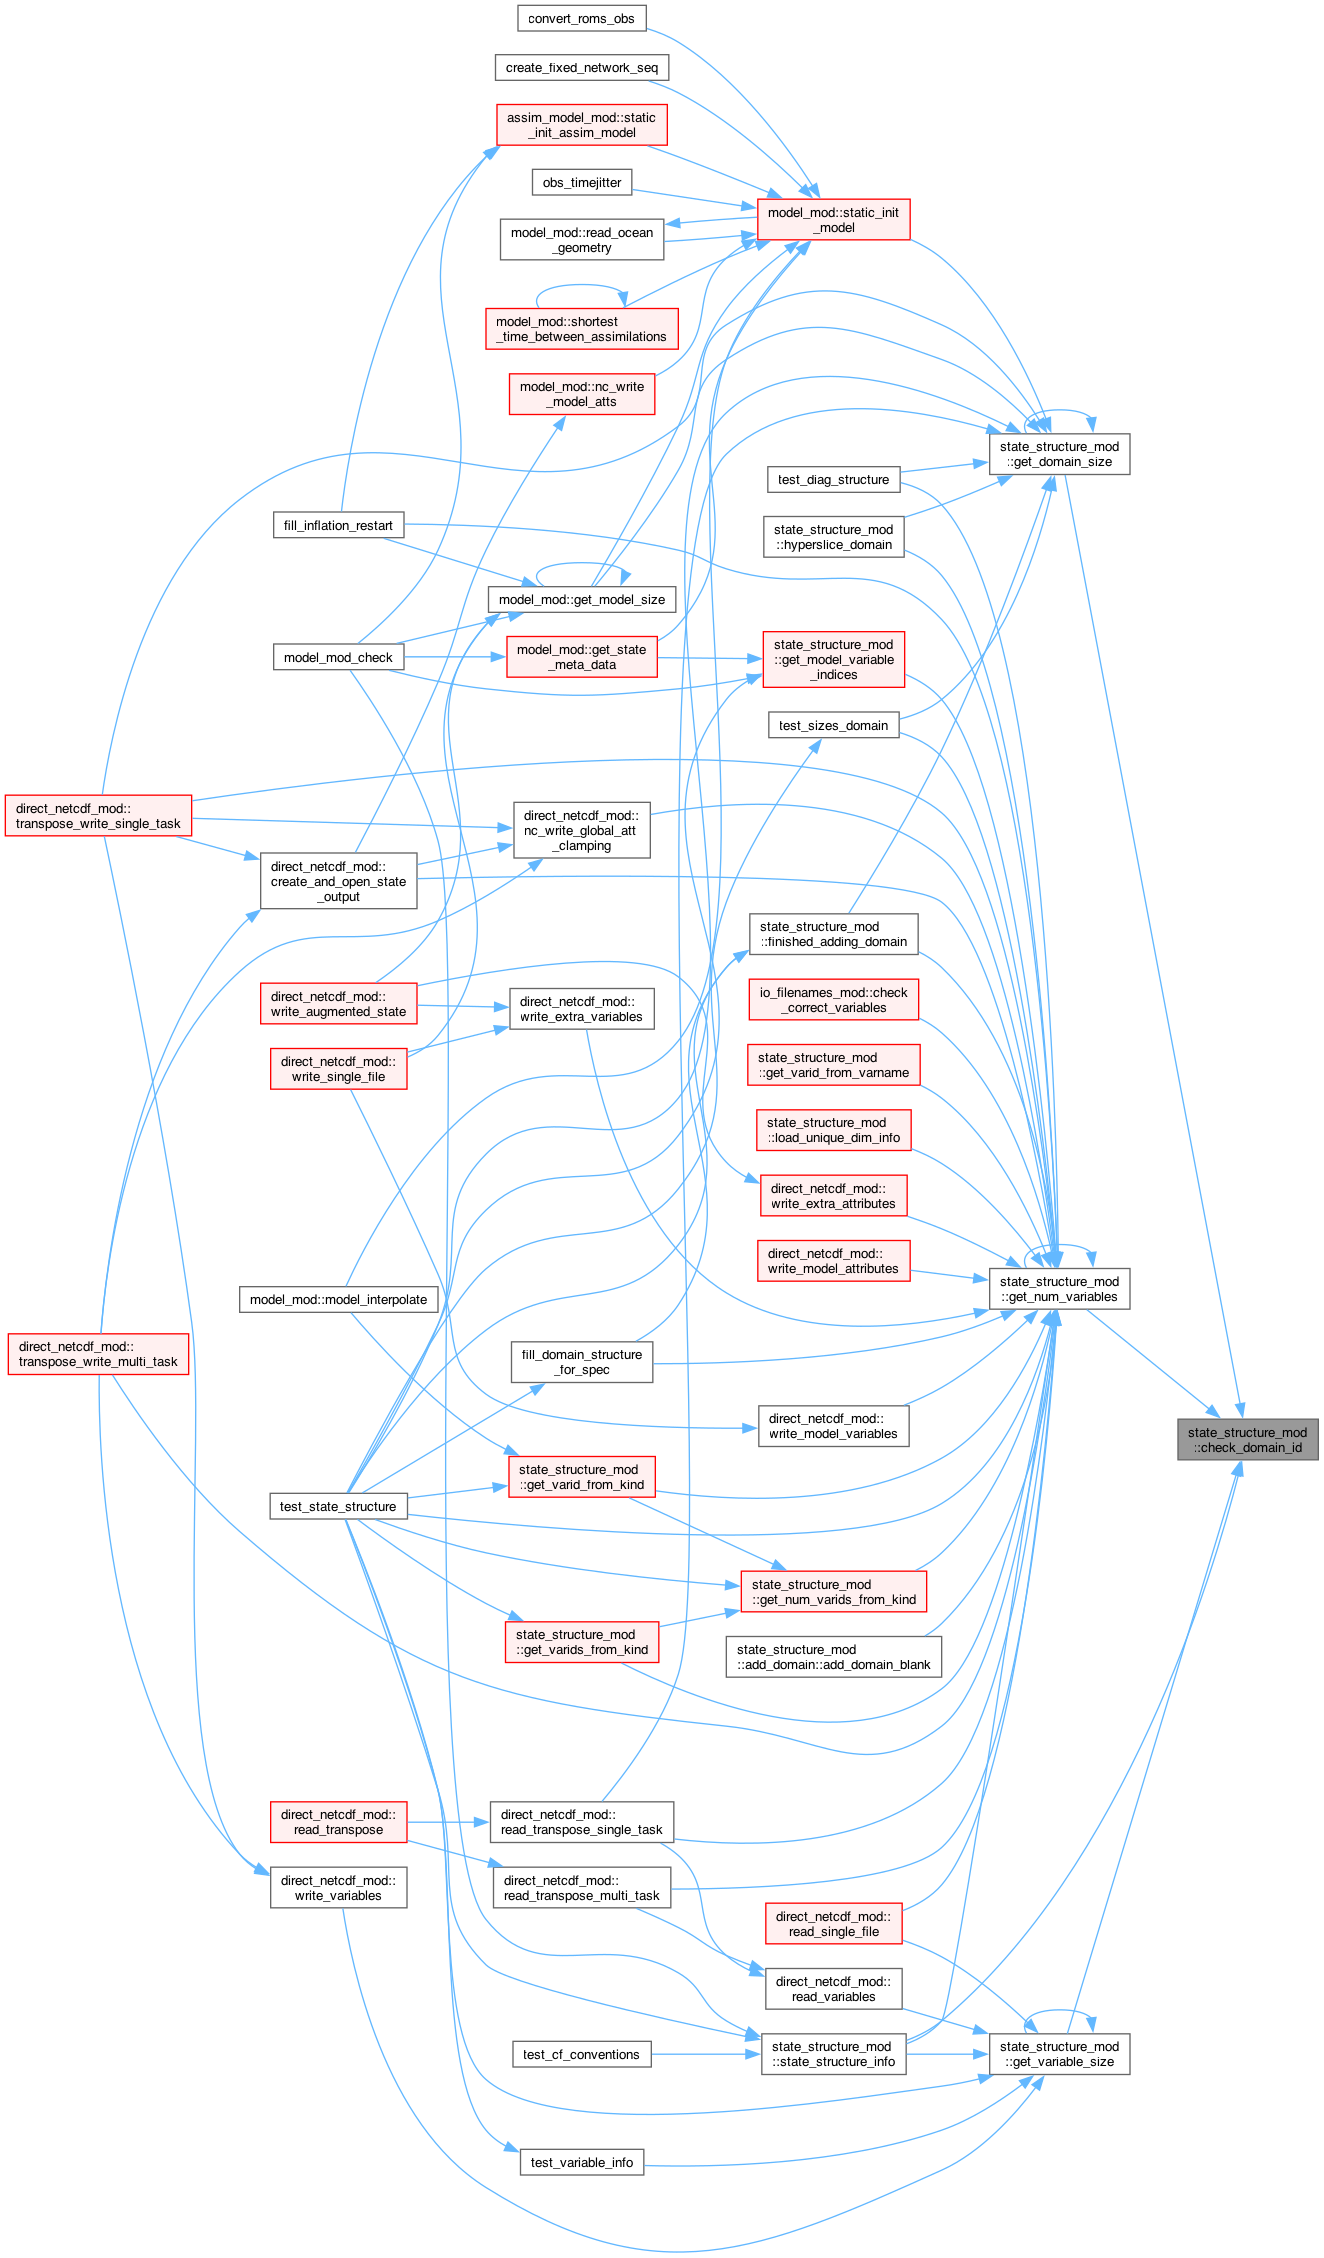 convert_roms_obs
create_fixed_network_seq
assim_model_mod::static
_init_assim_model
obs_timejitter
model_mod::static_init
_model
model_mod::read_ocean
_geometry
model_mod::shortest
_time_between_assimilations
model_mod::nc_write
_model_atts
state_structure_mod
::get_domain_size
test_diag_structure
fill_inflation_restart
state_structure_mod
::hyperslice_domain
model_mod::get_model_size
model_mod_check
model_mod::get_state
_meta_data
state_structure_mod
::get_model_variable
_indices
test_sizes_domain
direct_netcdf_mod::
transpose_write_single_task
direct_netcdf_mod::
nc_write_global_att
_clamping
direct_netcdf_mod::
create_and_open_state
_output
state_structure_mod
::finished_adding_domain
direct_netcdf_mod::
write_augmented_state
direct_netcdf_mod::
write_extra_variables
io_filenames_mod::check
_correct_variables
direct_netcdf_mod::
write_single_file
state_structure_mod
::get_varid_from_varname
state_structure_mod
::load_unique_dim_info
direct_netcdf_mod::
write_extra_attributes
direct_netcdf_mod::
write_model_attributes
state_structure_mod
::get_num_variables
model_mod::model_interpolate
direct_netcdf_mod::
transpose_write_multi_task
fill_domain_structure
_for_spec
direct_netcdf_mod::
write_model_variables
state_structure_mod
::check_domain_id
state_structure_mod
::get_varid_from_kind
test_state_structure
state_structure_mod
::get_num_varids_from_kind
state_structure_mod
::get_varids_from_kind
state_structure_mod
::add_domain::add_domain_blank
direct_netcdf_mod::
read_transpose
direct_netcdf_mod::
read_transpose_single_task
direct_netcdf_mod::
write_variables
direct_netcdf_mod::
read_transpose_multi_task
direct_netcdf_mod::
read_single_file
direct_netcdf_mod::
read_variables
test_cf_conventions
state_structure_mod
::state_structure_info
state_structure_mod
::get_variable_size
test_variable_info